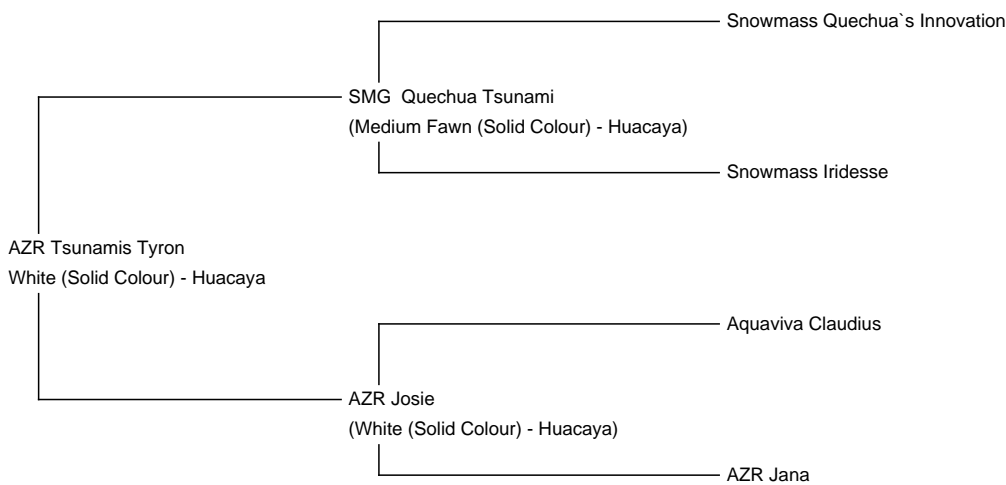 Snowmass Quechua`s Innovation
SMG  Quechua Tsunami
(Medium Fawn (Solid Colour) - Huacaya)
Snowmass Iridesse
AZR Tsunamis Tyron
White (Solid Colour) - Huacaya
Aquaviva Claudius
AZR Josie
(White (Solid Colour) - Huacaya)
AZR Jana